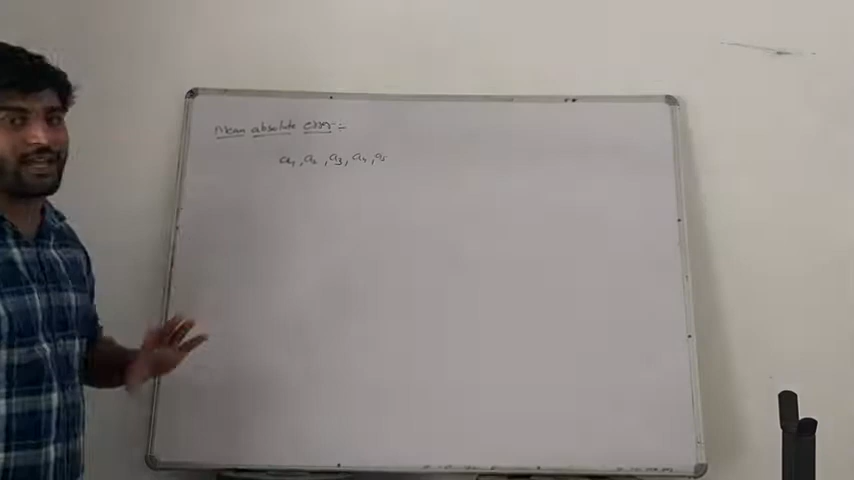 Mean absolute error:-
a₁, a₂, a₃, a₄, a₅